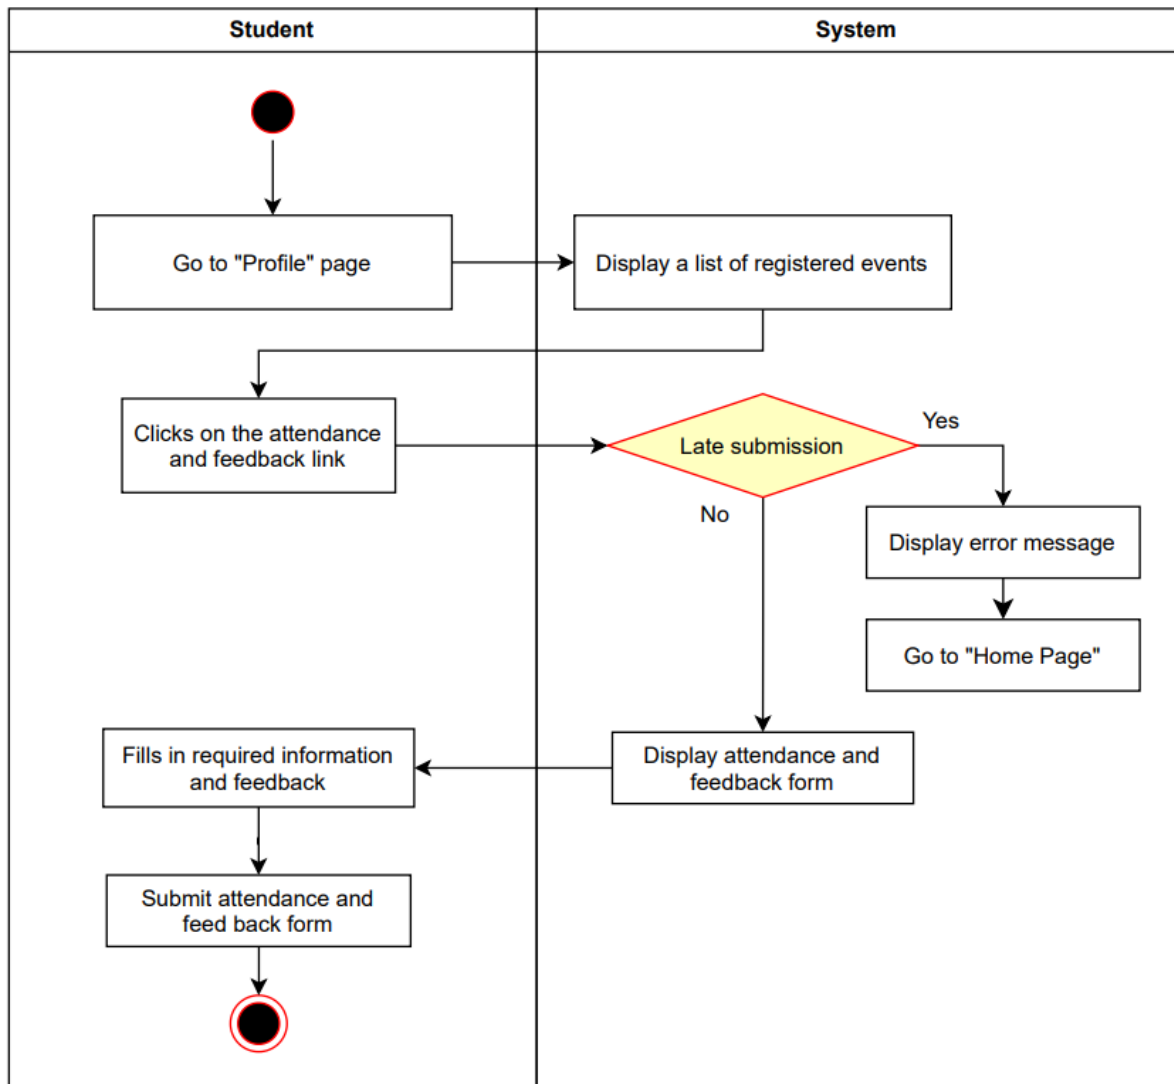 Student
System
Go to "Profile" page
Display a list of registered events
Clicks on the attendance
and feedback link
Late submission
Yes
No
Display error message
Go to "Home Page"
Display attendance and
feedback form
Fills in required information
and feedback
Submit attendance and
feed back form